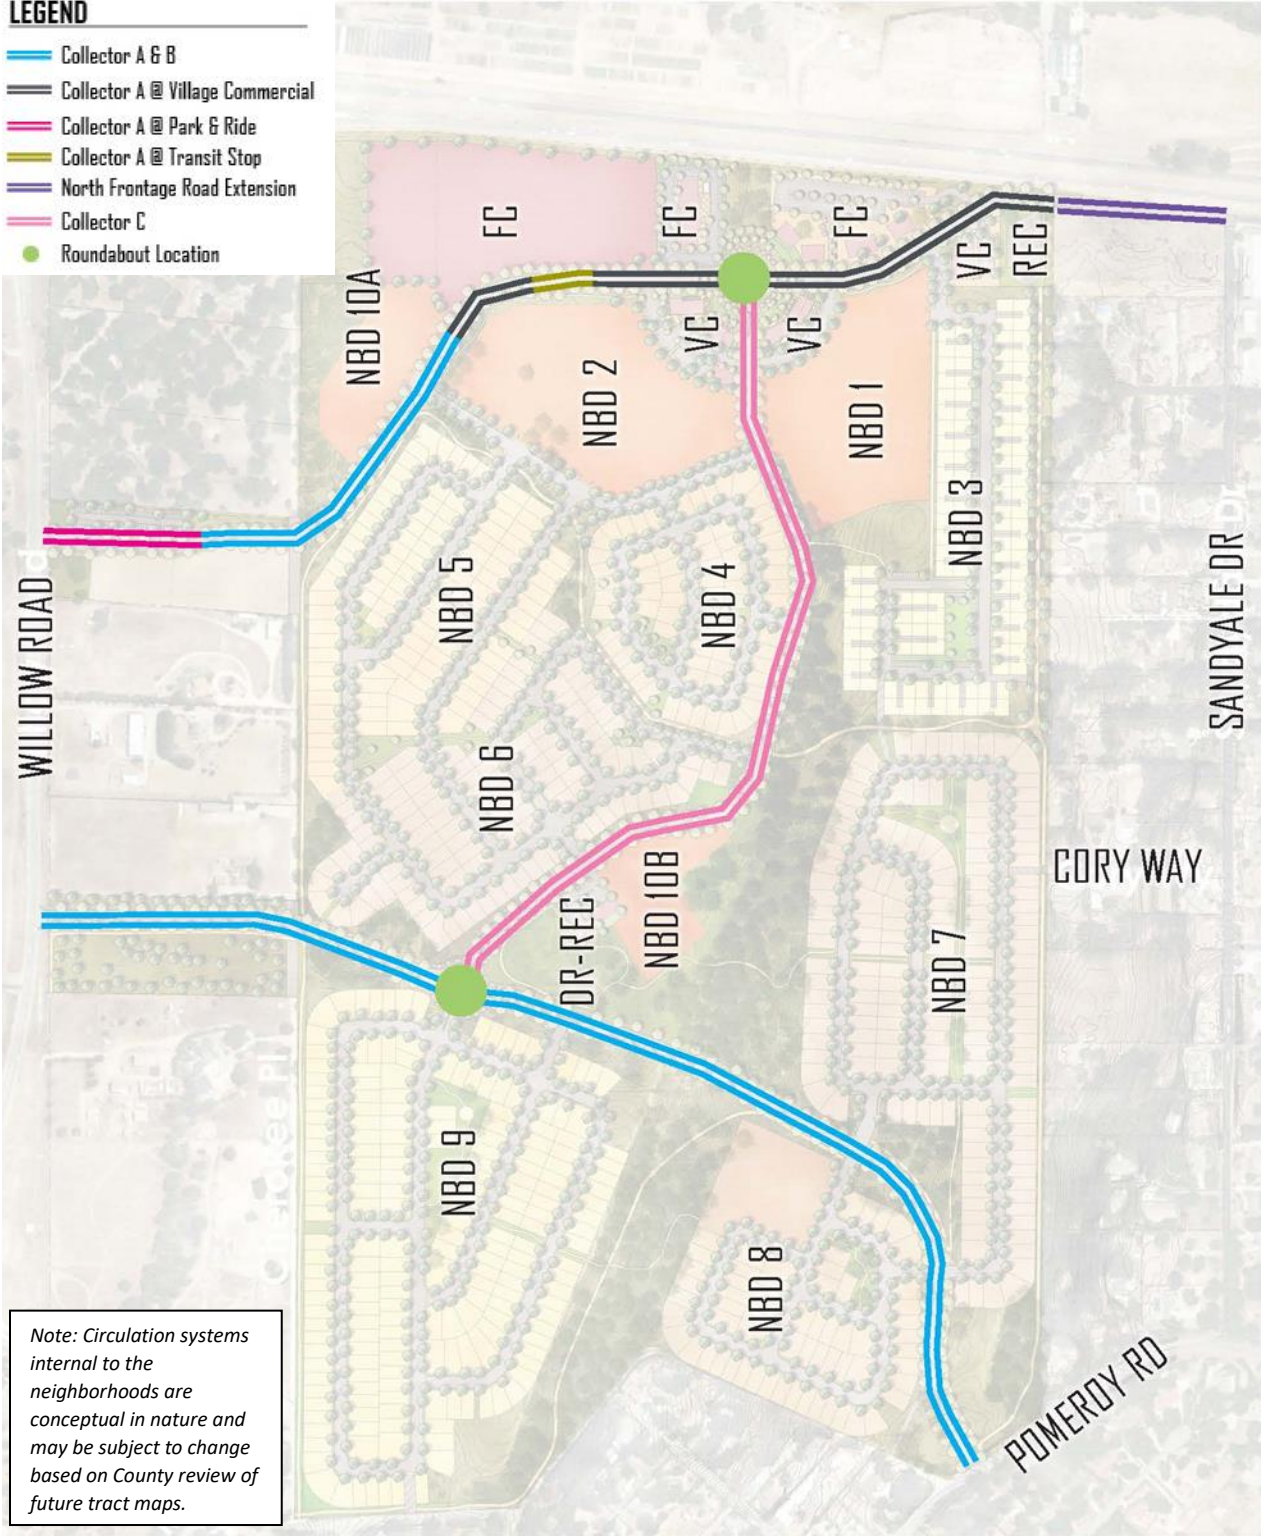 LEGEND
Collector A & B
Collector A @ Village Commercial
Collector A @ Park & Ride
Collector A @ Transit Stop
North Frontage Road Extension
Collector C
Roundabout Location
FC
FC
FC
VC
REC
NBD 10A
VC
VC
NBD 2
NBD 1
NBD 3
NBD 5
NBD 4
WILLOW ROAD
SANDYALE DR
Dr
NBD 6
CORY WAY
NBD 10B
DR-REC
NBD 7
NBD 9
NBD 8
POMEROY RD
Note: Circulation systems
internal to the
neighborhoods are
conceptual in nature and
may be subject to change
based on County review of
future tract maps.